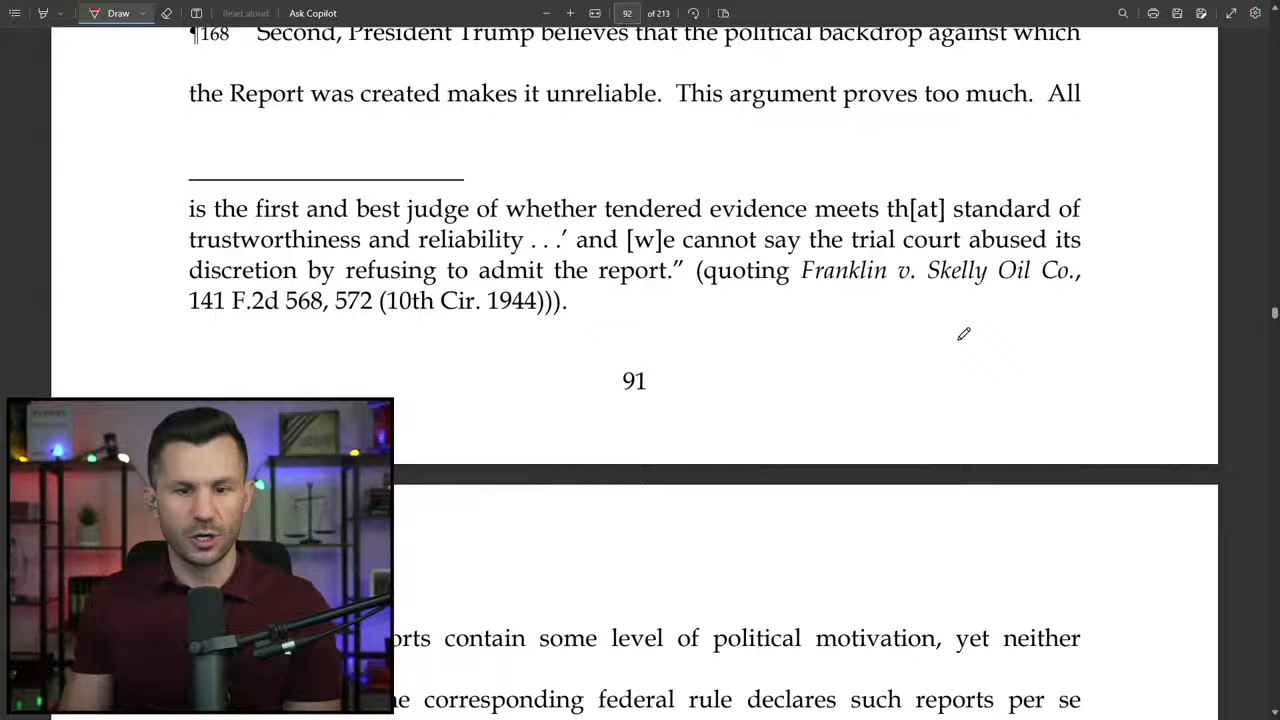 Draw
Read aloud
Ask Copilot
92 of 213
¶168 Second, President Trump believes that the political backdrop against which
the Report was created makes it unreliable. This argument proves too much. All
is the first and best judge of whether tendered evidence meets th[at] standard of
trustworthiness and reliability . . .’ and [w]e cannot say the trial court abused its
discretion by refusing to admit the report.” (quoting Franklin v. Skelly Oil Co.,
141 F.2d 568, 572 (10th Cir. 1944))).
91
contain some level of political motivation, yet neither
corresponding federal rule declares such reports per se